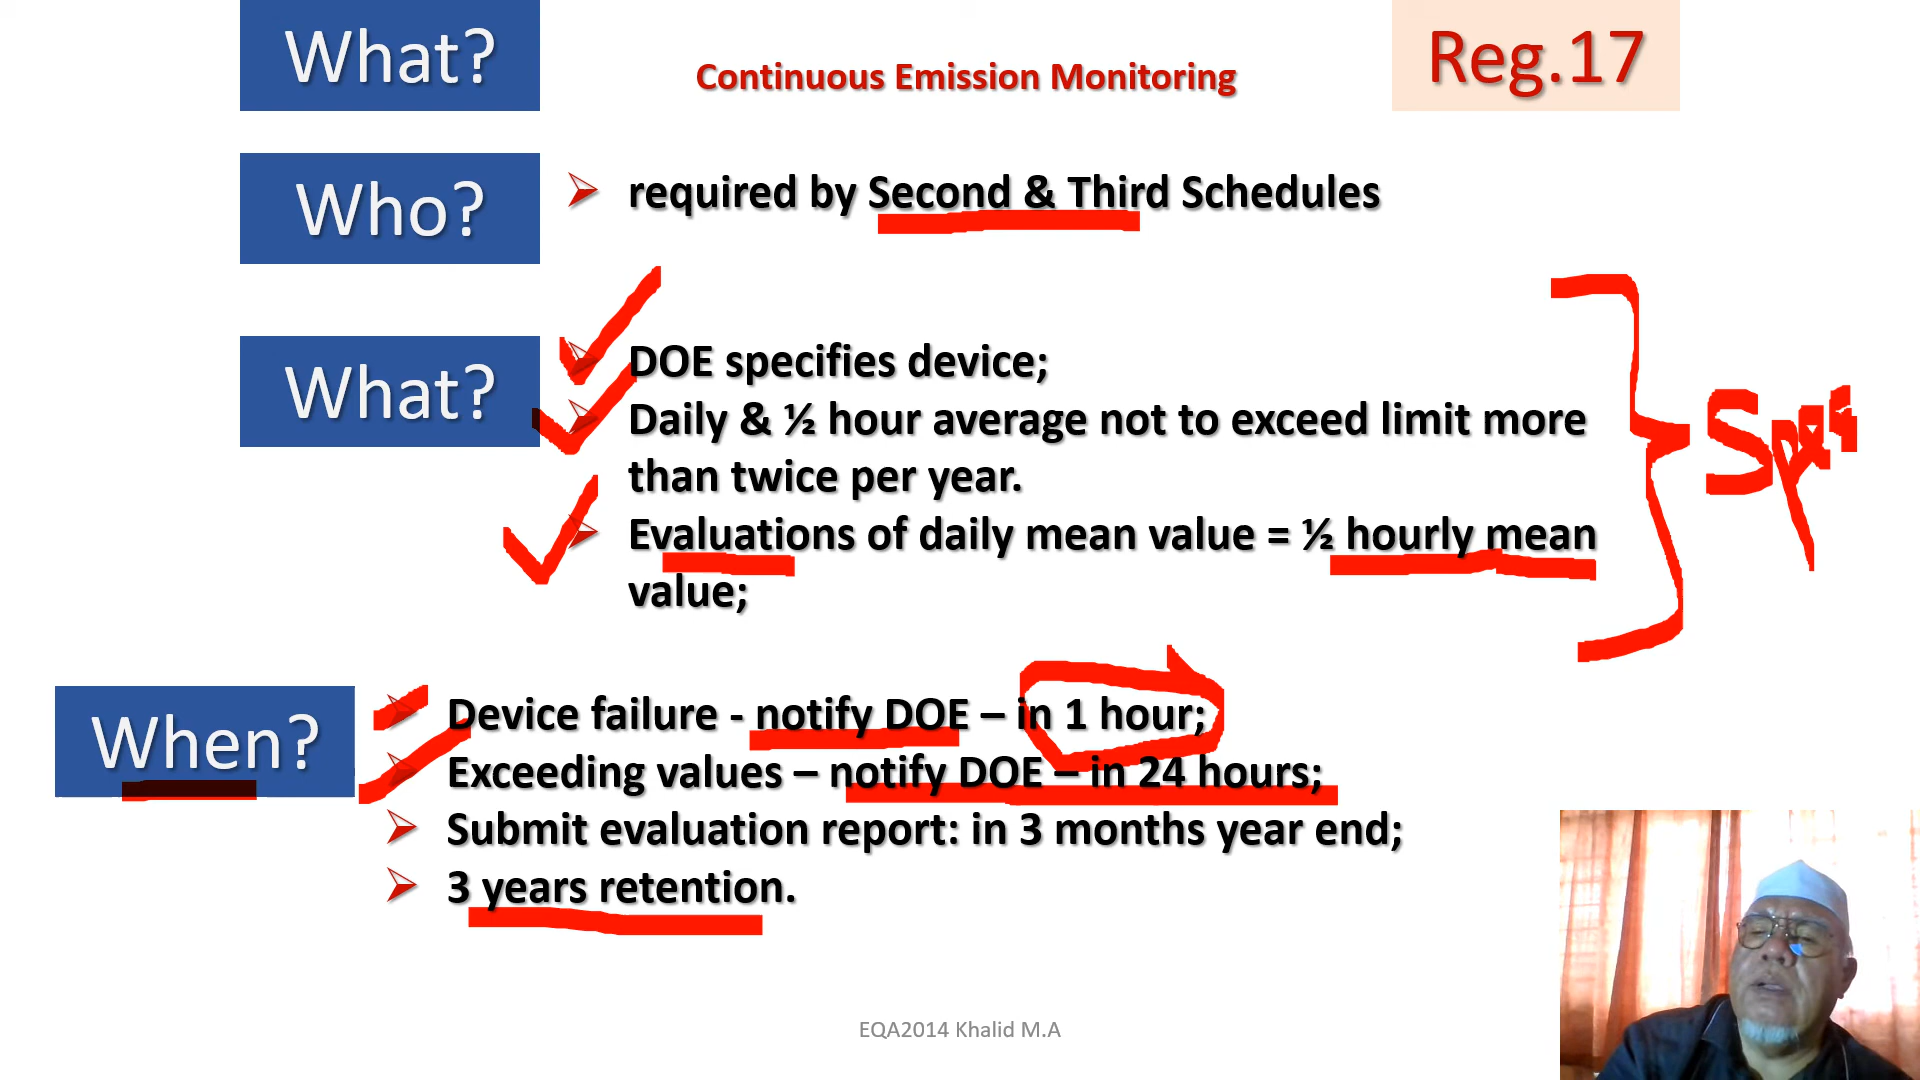 What?
Continuous Emission Monitoring
Reg.17
Who?
required by Second & Third Schedules
What?
DOE specifies device;
Daily & ½ hour average not to exceed limit more
than twice per year.
Evaluations of daily mean value = ½ hourly mean
value;
When?
Device failure - notify DOE – in 1 hour;
Exceeding values – notify DOE – in 24 hours;
Submit evaluation report: in 3 months year end;
3 years retention.
EQA2014 Khalid M.A